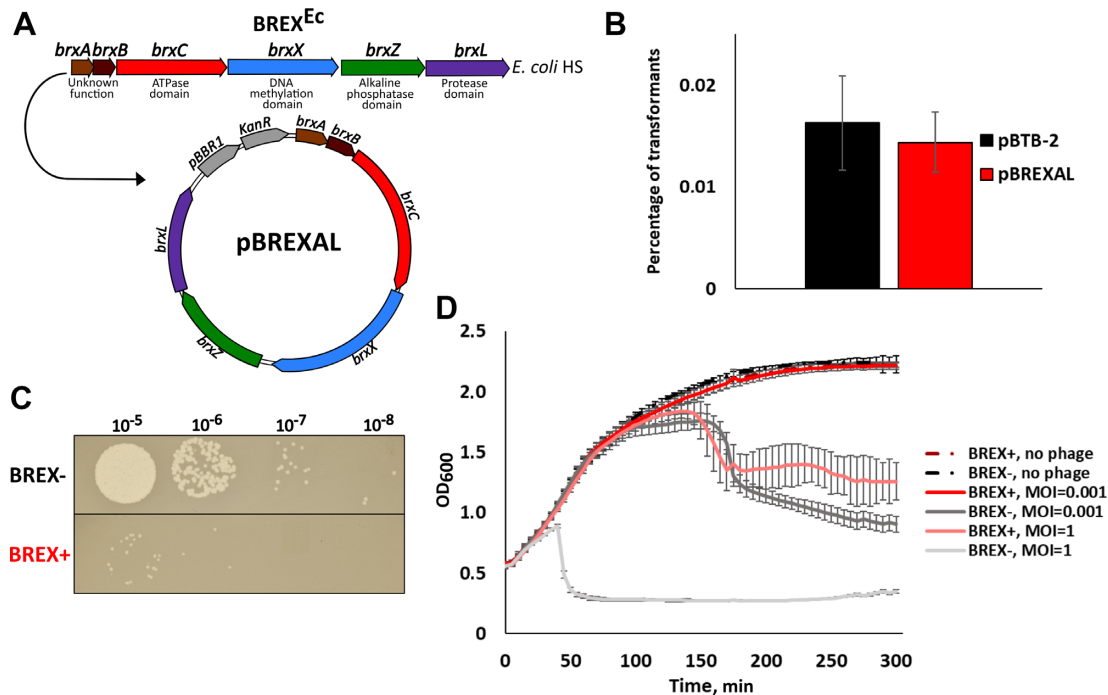 A
BREXEc
brxA brxB brxC brxX brxZ brxL
E. coli HS
Unknown function
ATPase domain
DNA methylation domain
Alkaline phosphatase domain
Protease domain
pBBR1
KanR
brxA
brxB
brxC
brxX
brxZ
brxL
pBREXAL
B
Percentage of transformants
0.02
0.01
0
pBTB-2
pBREXAL
C
10-5 10-6 10-7 10-8
BREX-
BREX+
D
OD600
2.5
2.0
1.5
1.0
0.5
0
0 50 100 150 200 250 300
Time, min
BREX+, no phage
BREX-, no phage
BREX+, MOI=0.001
BREX-, MOI=0.001
BREX+, MOI=1
BREX-, MOI=1